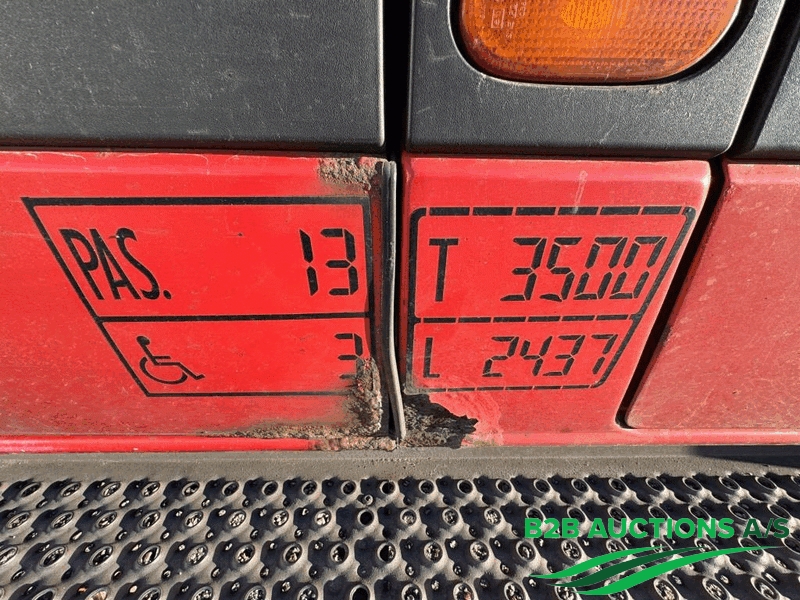 PAS. 13
3
T 3500
L 2437
B2B AUCTIONS A/S